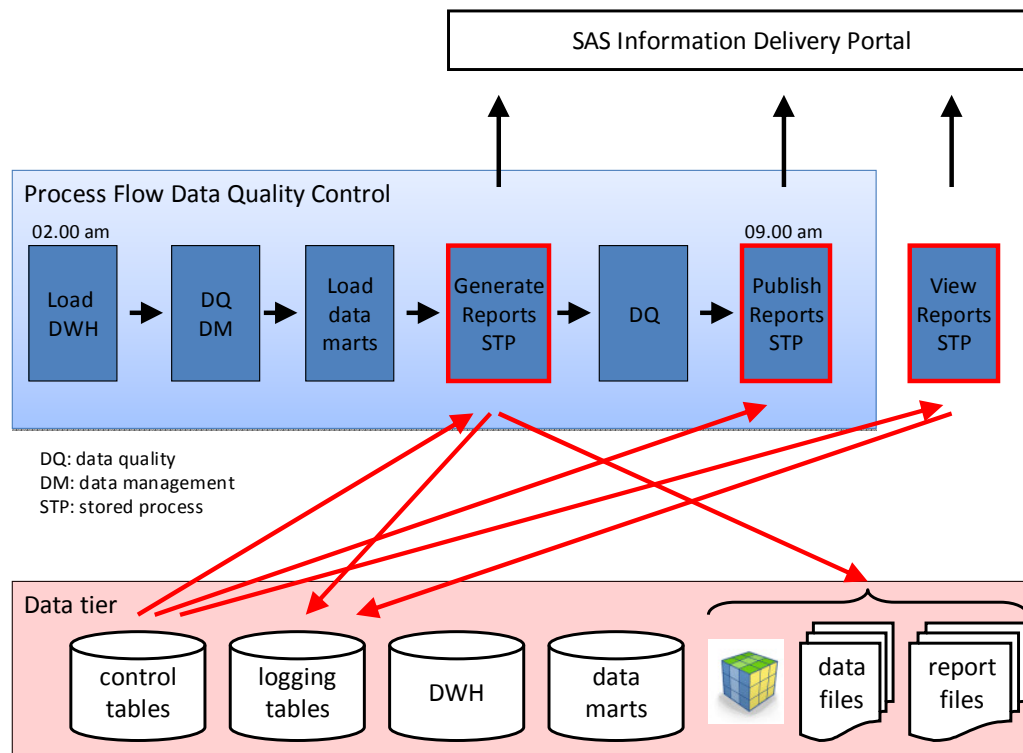 SAS Information Delivery Portal
Process Flow Data Quality Control
02.00 am
09.00 am
Load
DWH
DQ
DM
Load
data
marts
Generate
Reports
STP
DQ
Publish
Reports
STP
View
Reports
STP
DQ: data quality
DM: data management
STP: stored process
Data tier
control
tables
logging
tables
DWH
data
marts
data
files
report
files